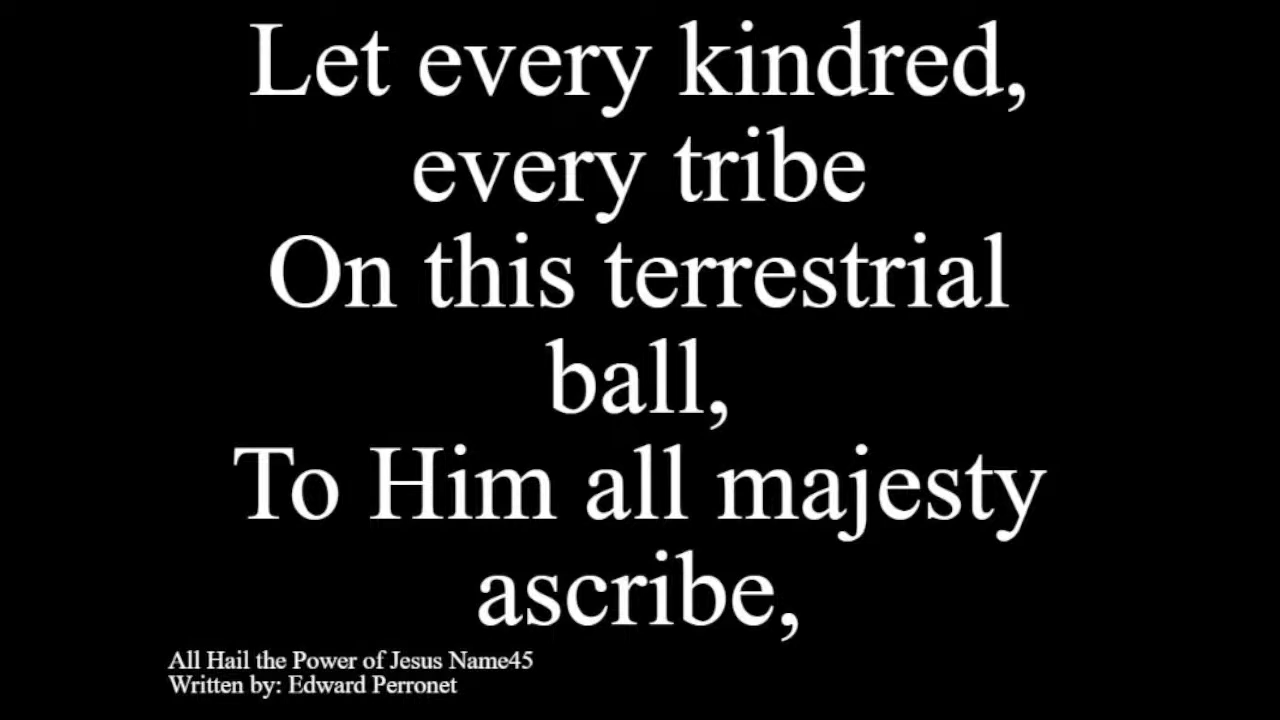 Let every kindred,
every tribe
On this terrestrial
ball,
To Him all majesty
ascribe,
All Hail the Power of Jesus Name45
Written by: Edward Perronet